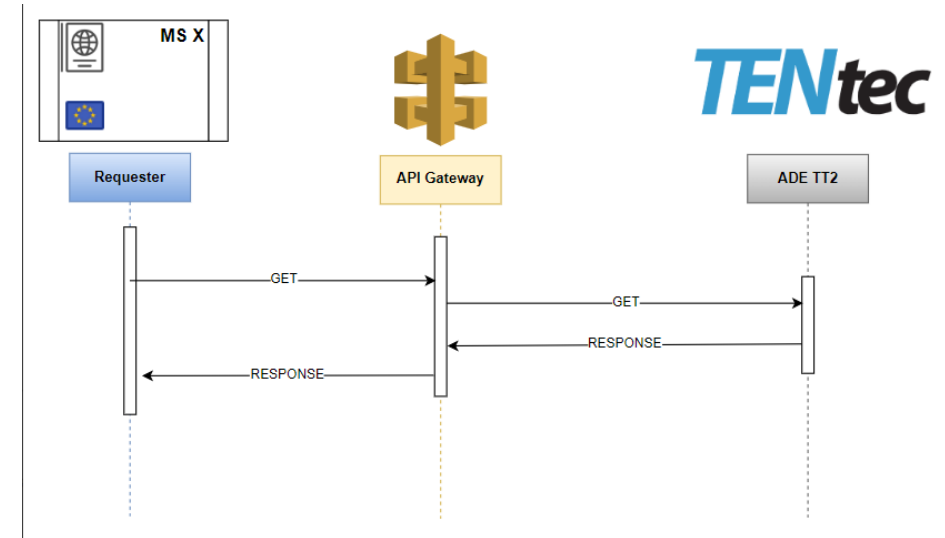 MS X
TENtec
Requester
API Gateway
ADE TT2
GET
GET
RESPONSE
RESPONSE